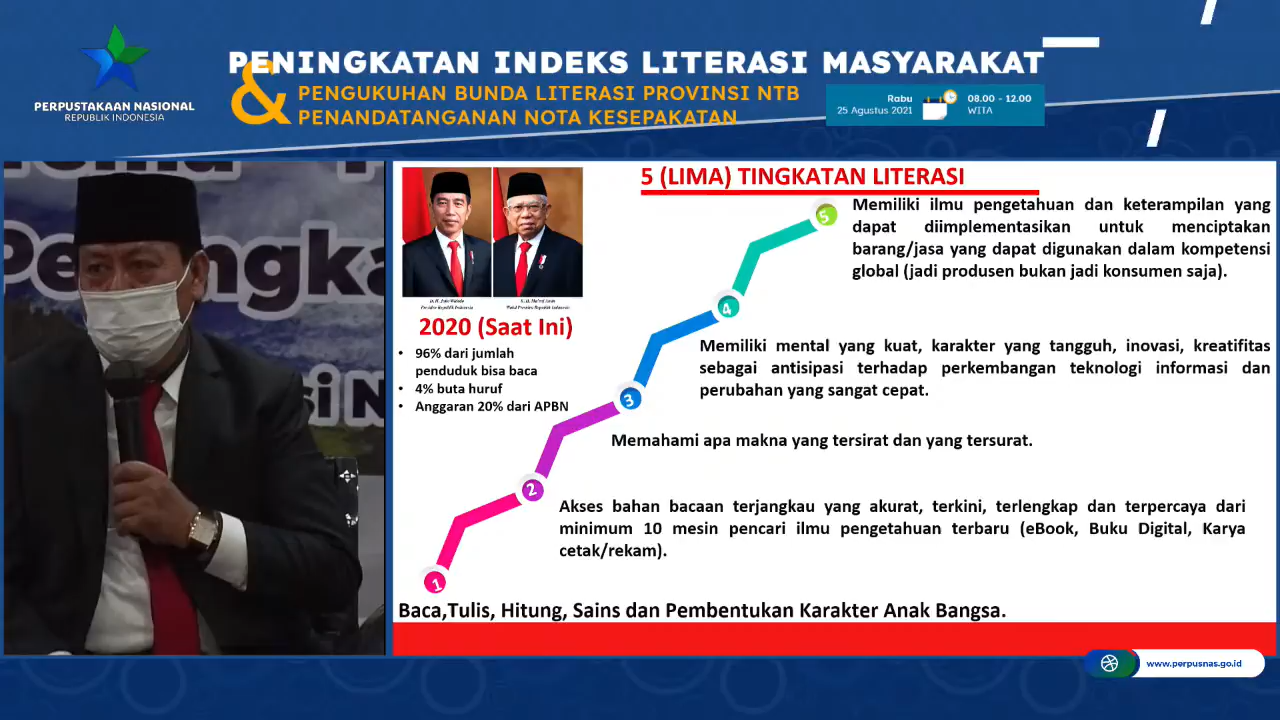 PERPUSTAKAAN NASIONAL
REPUBLIK INDONESIA
PENINGKATAN INDEKS LITERASI MASYARAKAT
& PENGUKUHAN BUNDA LITERASI PROVINSI NTB
PENANDATANGANAN NOTA KESEPAKATAN
Rabu
25 Agustus 2021
08.00 - 12.00
WITA
5 (LIMA) TINGKATAN LITERASI
2020 (Saat Ini)
• 96% dari jumlah
penduduk bisa baca
• 4% buta huruf
• Anggaran 20% dari APBN
5
Memiliki ilmu pengetahuan dan keterampilan yang
dapat diimplementasikan untuk menciptakan
barang/jasa yang dapat digunakan dalam kompetensi
global (jadi produsen bukan jadi konsumen saja).
4
Memiliki mental yang kuat, karakter yang tangguh, inovasi, kreatifitas
sebagai antisipasi terhadap perkembangan teknologi informasi dan
perubahan yang sangat cepat.
3
Memahami apa makna yang tersirat dan yang tersurat.
2
Akses bahan bacaan terjangkau yang akurat, terkini, terlengkap dan terpercaya dari
minimum 10 mesin pencari ilmu pengetahuan terbaru (eBook, Buku Digital, Karya
cetak/rekam).
1
Baca,Tulis, Hitung, Sains dan Pembentukan Karakter Anak Bangsa.
www.perpusnas.go.id